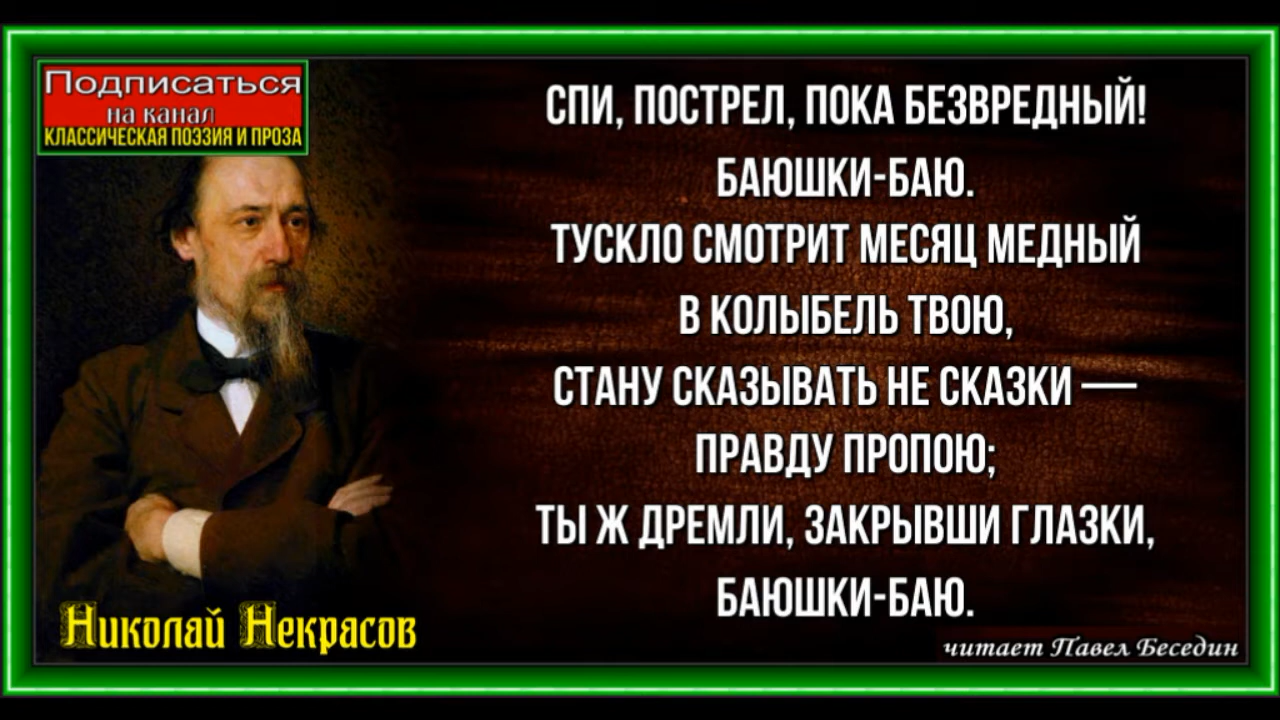 Подписаться
на канал
КЛАССИЧЕСКАЯ ПОЭЗИЯ И ПРОЗА
СПИ, ПОСТРЕЛ, ПОКА БЕЗВРЕДНЫЙ!
БАЮШКИ-БАЮ.
ТУСКЛО СМОТРИТ МЕСЯЦ МЕДНЫЙ
В КОЛЫБЕЛЬ ТВОЮ,
СТАНУ СКАЗЫВАТЬ НЕ СКАЗКИ —
ПРАВДУ ПРОПОЮ;
ТЫ Ж ДРЕМЛИ, ЗАКРЫВШИ ГЛАЗКИ,
БАЮШКИ-БАЮ.
Николай Некрасов
читает Павел Беседин